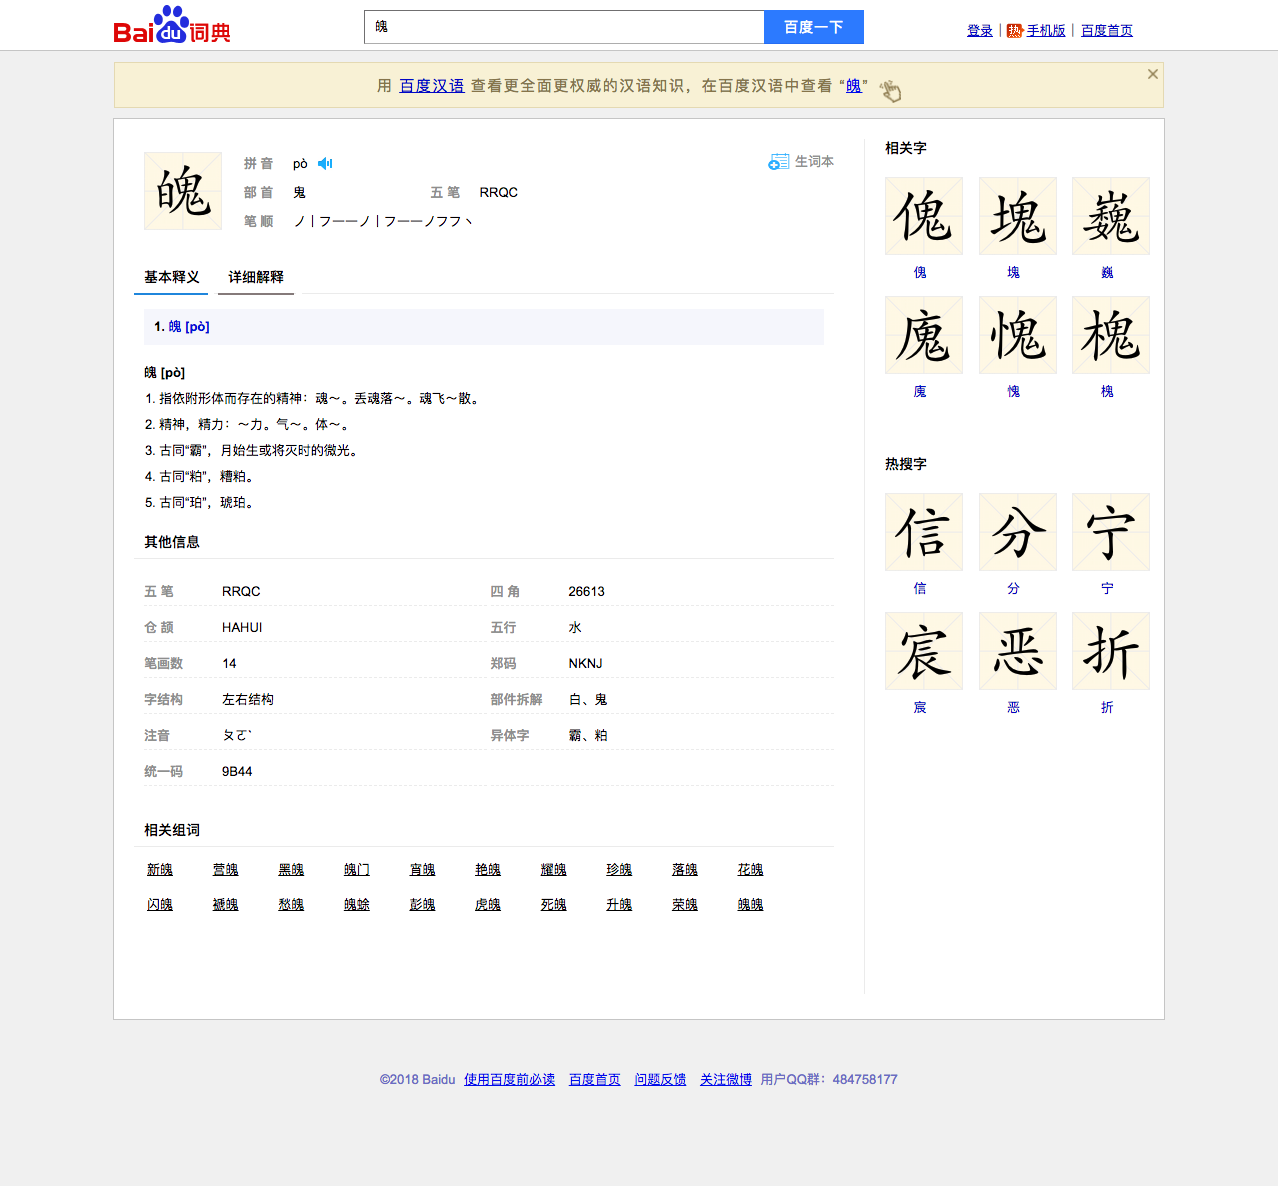 Baidu词典
魄
百度一下
登录 | 热 手机版 | 百度首页
用 百度汉语 查看更全面更权威的汉语知识，在百度汉语中查看 “魄”
魄
拼 音 pò
生词本
部 首 鬼 五 笔 RRQC
笔 顺 ノ丨フ一一ノ丨フ一一ノフフ丶
基本释义 详细解释
1. 魄 [pò]
魄 [pò]
1. 指依附形体而存在的精神：魂～。丢魂落～。魂飞～散。
2. 精神，精力：～力。气～。体～。
3. 古同“霸”，月始生或将灭时的微光。
4. 古同“粕”，糟粕。
5. 古同“珀”，琥珀。
其他信息
五 笔 RRQC 四 角 26613
仓 颉 HAHUI 五行 水
笔画数 14 郑码 NKNJ
字结构 左右结构 部件拆解 白、鬼
注音 ㄆㄛˋ 异体字 霸、粕
统一码 9B44
相关组词
新魄 营魄 黑魄 魄门 宵魄 艳魄 耀魄 珍魄 落魄 花魄
闪魄 褫魄 愁魄 魄蜍 彭魄 虎魄 死魄 升魄 荣魄 魄魄
相关字
傀 塊 巍
傀 塊 巍
廆 愧 槐
廆 愧 槐
热搜字
信 分 宁
信 分 宁
宸 恶 折
宸 恶 折
©2018 Baidu 使用百度前必读 百度首页 问题反馈 关注微博 用户QQ群：484758177